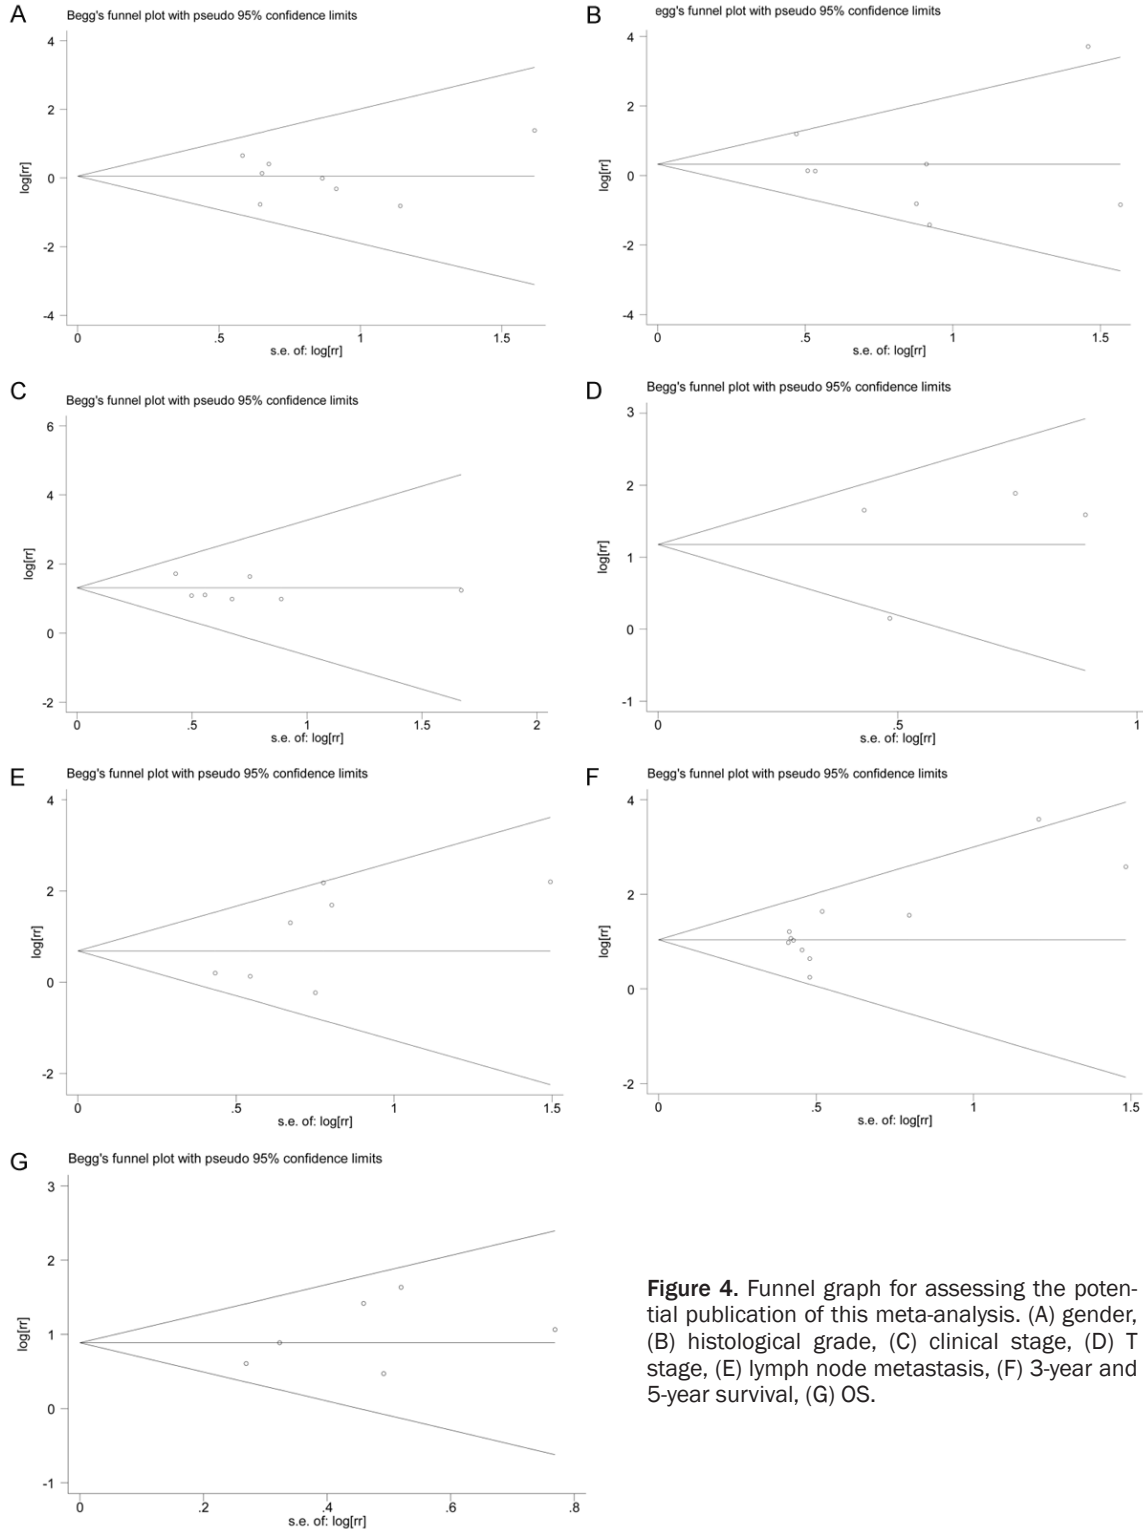 A
Begg's funnel plot with pseudo 95% confidence limits
4
2
0
-2
-4
log[rr]
0 .5 1 1.5
s.e. of: log[rr]
B
egg's funnel plot with pseudo 95% confidence limits
4
2
0
-2
-4
log[rr]
0 .5 1 1.5
s.e. of: log[rr]
C
Begg's funnel plot with pseudo 95% confidence limits
6
4
2
0
-2
log[rr]
0 .5 1 1.5 2
s.e. of: log[rr]
D
Begg's funnel plot with pseudo 95% confidence limits
3
2
1
0
-1
log[rr]
0 .5 1
s.e. of: log[rr]
E
Begg's funnel plot with pseudo 95% confidence limits
4
2
0
-2
log[rr]
0 .5 1 1.5
s.e. of: log[rr]
F
Begg's funnel plot with pseudo 95% confidence limits
4
2
0
-2
log[rr]
0 .5 1 1.5
s.e. of: log[rr]
G
Begg's funnel plot with pseudo 95% confidence limits
3
2
1
0
-1
log[rr]
0 .2 .4 .6 .8
s.e. of: log[rr]
Figure 4. Funnel graph for assessing the poten-
tial publication of this meta-analysis. (A) gender,
(B) histological grade, (C) clinical stage, (D) T
stage, (E) lymph node metastasis, (F) 3-year and
5-year survival, (G) OS.